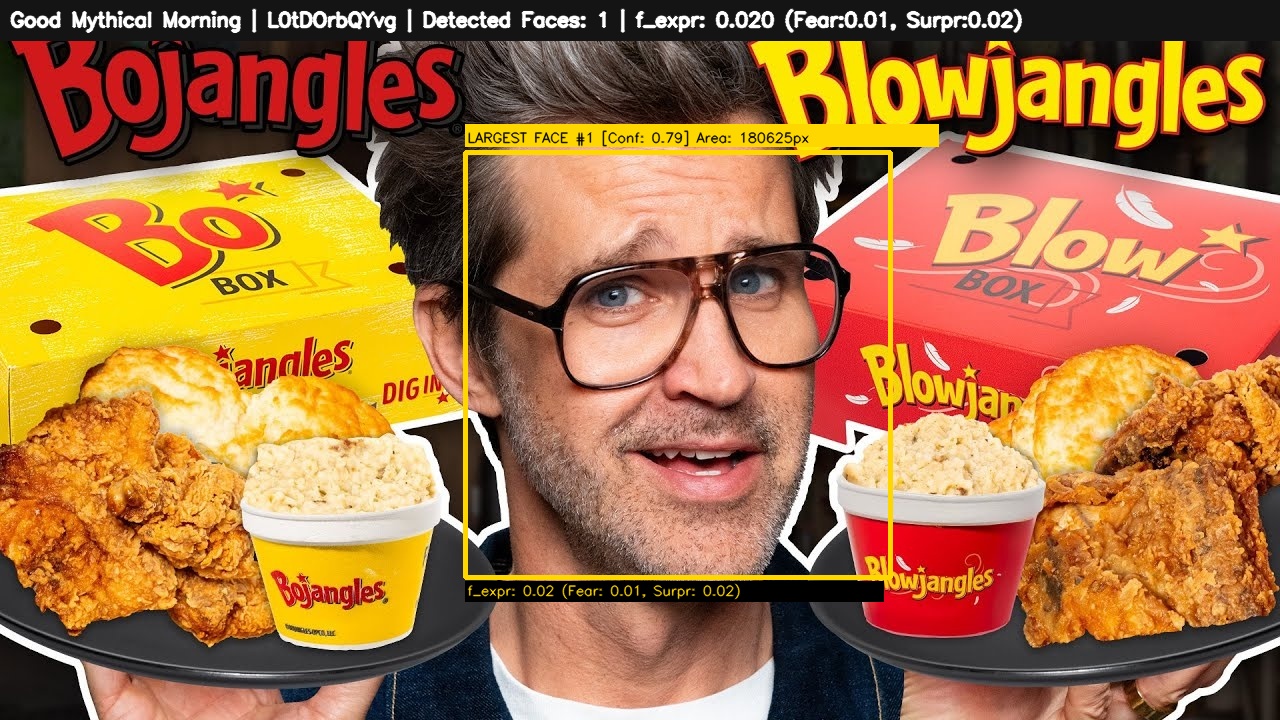 Good Mythical Morning | L0tDOrbQYvg | Detected Faces: 1 | f_expr: 0.020 (Fear:0.01, Surpr:0.02)
Bojangles
Blowjangles
LARGEST FACE #1 [Conf: 0.79] Area: 180625px
Bo
BOX
Blow
BOX
jangles
DIG IN
Blowjan
Bojangles
Blowjangles
f_expr: 0.02 (Fear: 0.01, Surpr: 0.02)